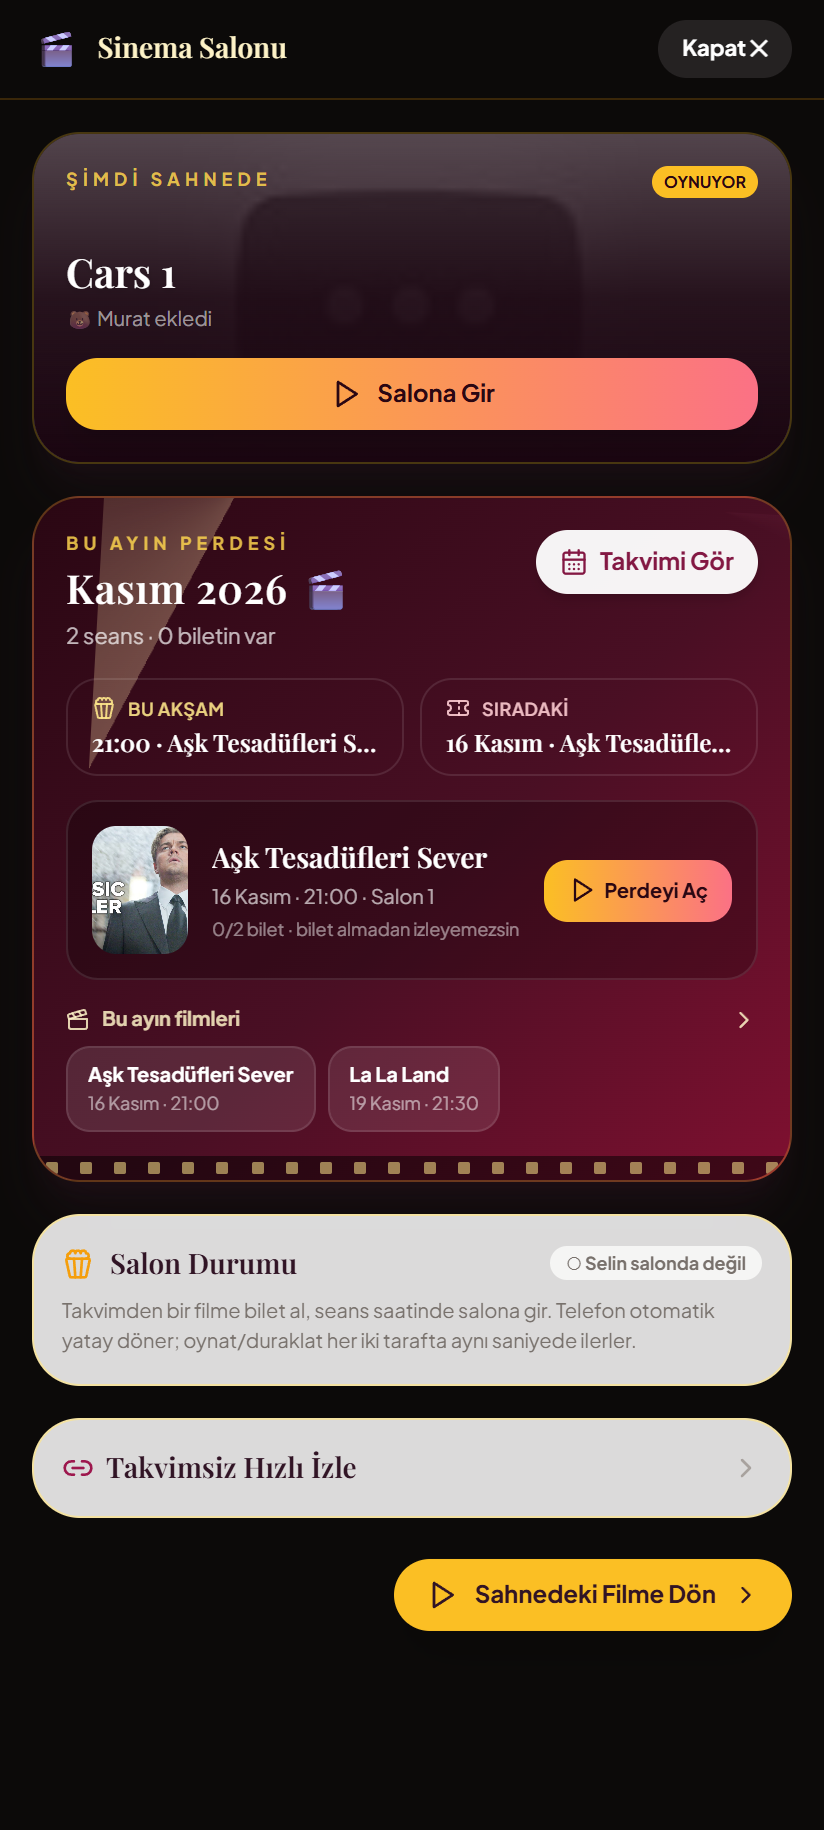 Sinema Salonu
Kapat
ŞİMDİ SAHNEDE
OYNUYOR
Cars 1
Murat ekledi
Salona Gir
BU AYIN PERDESİ
Takvimi Gör
Kasım 2026
2 seans · 0 biletin var
BU AKŞAM
21:00 · Aşk Tesadüfleri S...
SIRADAKİ
16 Kasım · Aşk Tesadüfle...
SIC
LER
Aşk Tesadüfleri Sever
16 Kasım · 21:00 · Salon 1
0/2 bilet · bilet almadan izleyemezsin
Perdeyi Aç
Bu ayın filmleri
Aşk Tesadüfleri Sever
16 Kasım · 21:00
La La Land
19 Kasım · 21:30
Salon Durumu
Selin salonda değil
Takvimden bir filme bilet al, seans saatinde salona gir. Telefon otomatik
yatay döner; oynat/duraklat her iki tarafta aynı saniyede ilerler.
Takvimsiz Hızlı İzle
Sahnedeki Filme Dön